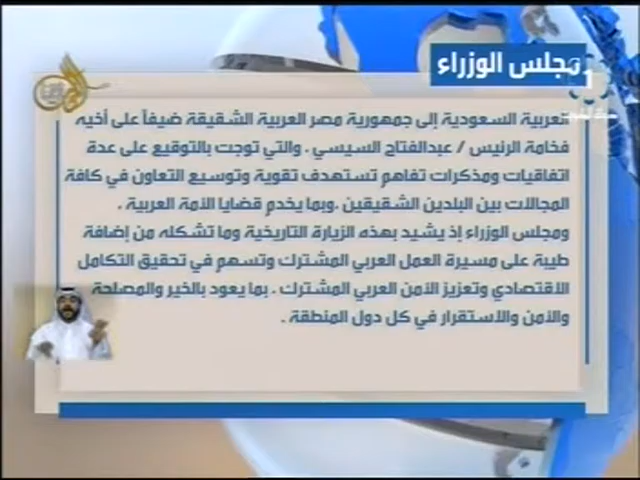 مجلس الوزراء
العربية السعودية إلى جمهورية مصر العربية الشقيقة ضيفاً على أخيه
فخامة الرئيس / عبدالفتاح السيسي . والتي توجت بالتوقيع على عدة
اتفاقيات ومذكرات تفاهم تستهدف تقوية وتوسيع التعاون في كافة
المجالات بين البلدين الشقيقين .وبما يخدم قضايا الأمة العربية .
ومجلس الوزراء إذ يشيد بهذه الزيارة التاريخية وما تشكله من إضافة
طيبة على مسيرة العمل العربي المشترك وتسهم في تحقيق التكامل
الاقتصادي وتعزيز الأمن العربي المشترك . بما يعود بالخير والمصلحة
والأمن والاستقرار في كل دول المنطقة .